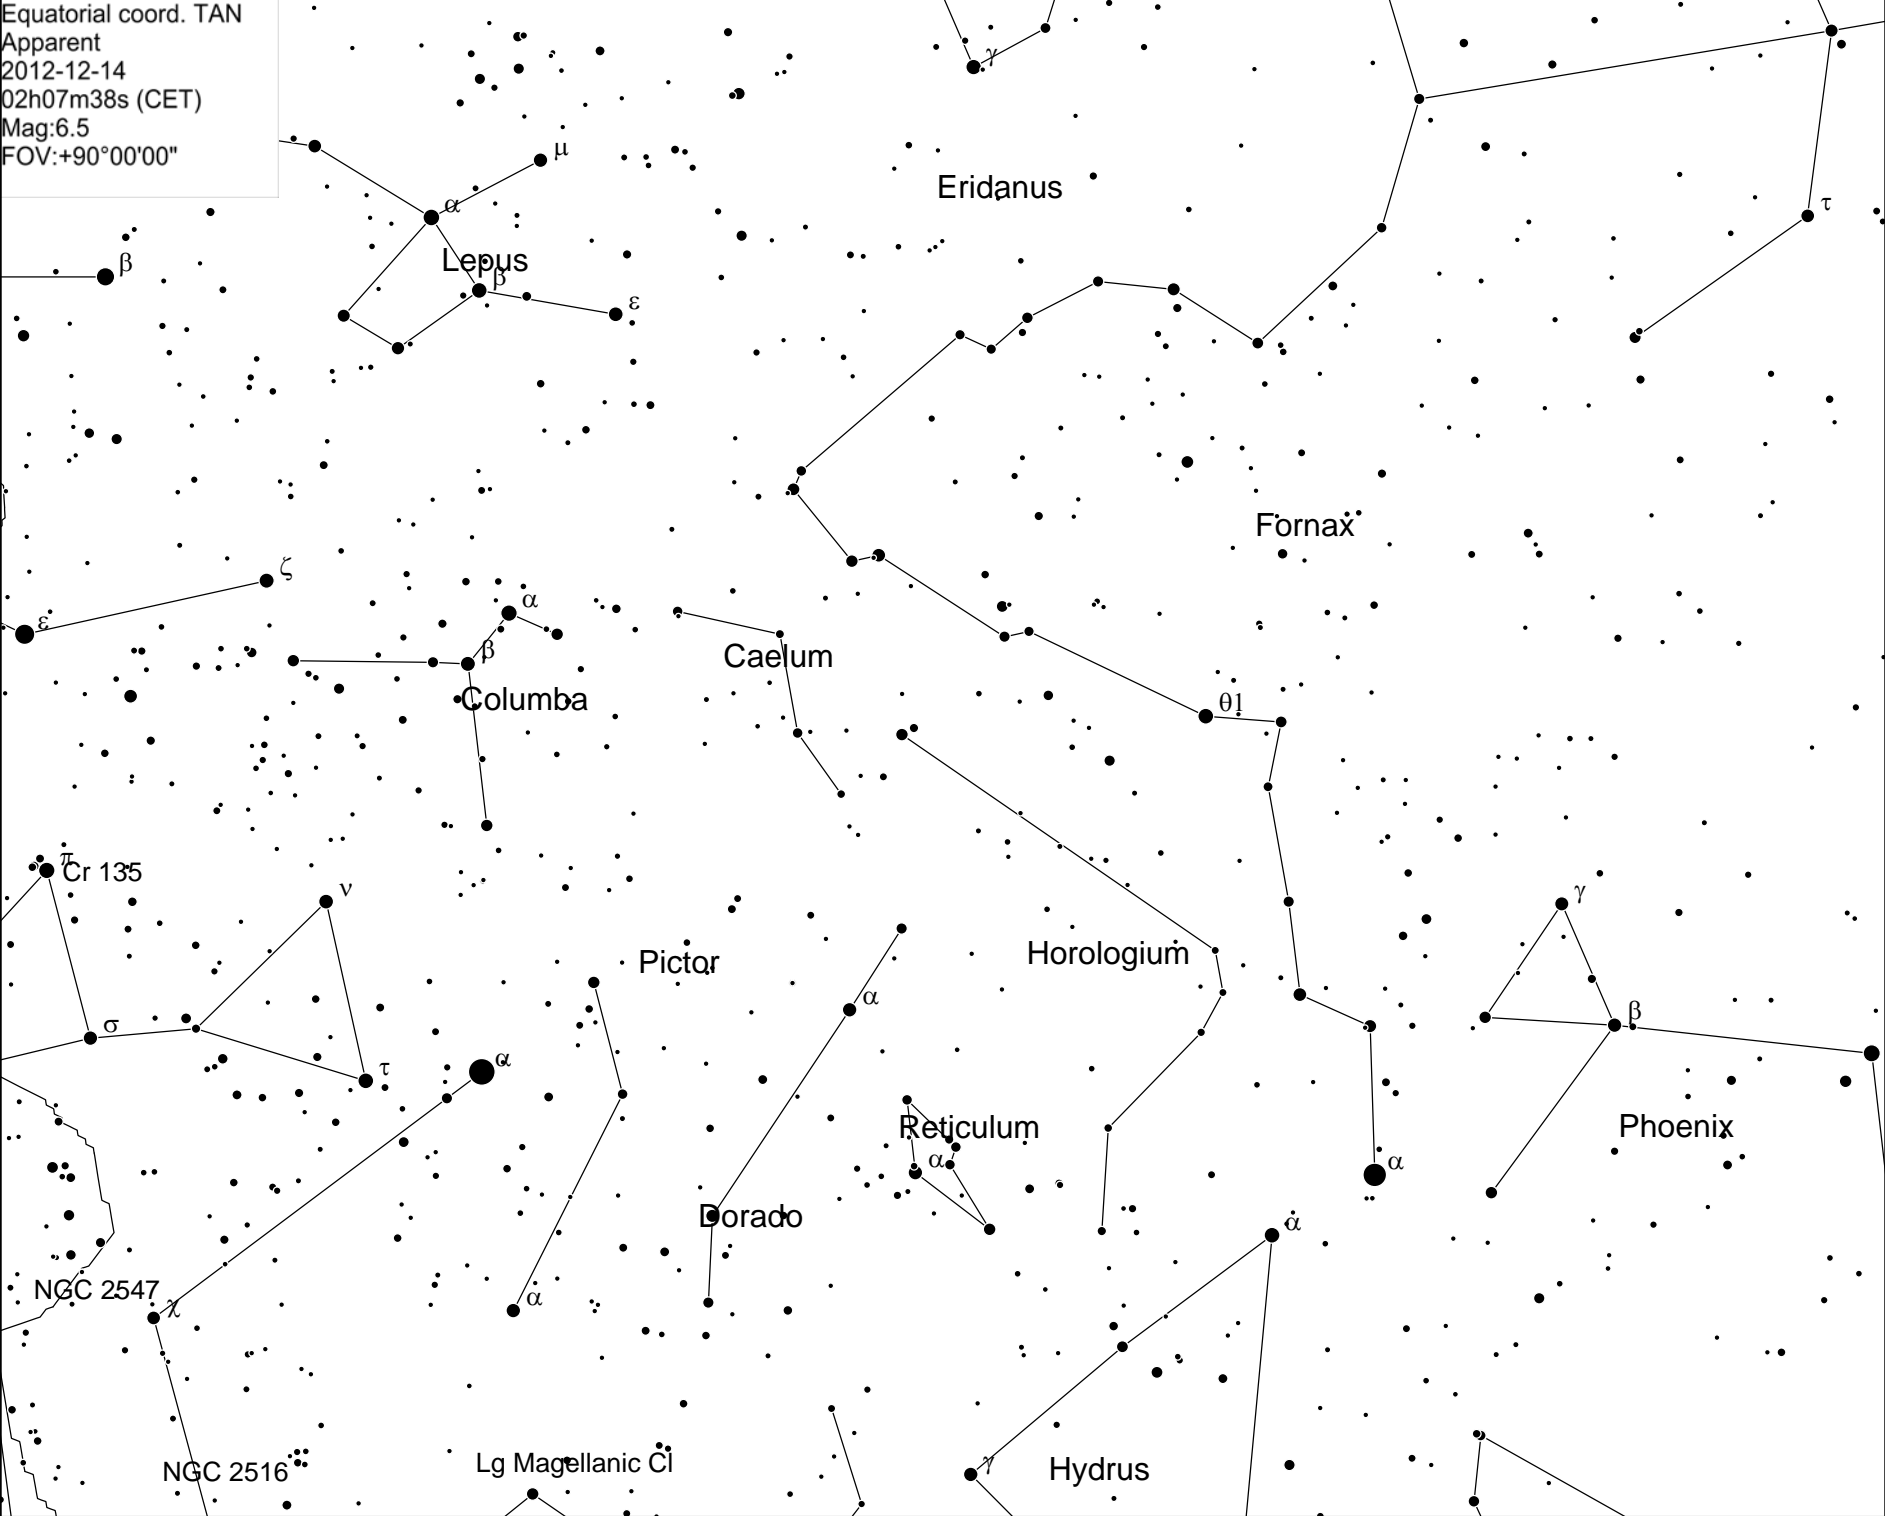 Equatorial coord. TAN
Apparent
2012-12-14
02h07m38s (CET)
Mag:6.5
FOV:+90°00'00"
γ
μ
α
Eridanus
τ
β
Lepus
β
ε
Fornax
ζ
ε
α
β
Caelum
Columba
θ1
π
Cr 135
ν
γ
Pictor
Horologium
α
σ
β
τ
α
Reticulum
Phoenix
α
α
Dorado
α
NGC 2547
χ
α
NGC 2516
Lg Magellanic Cl
γ
Hydrus